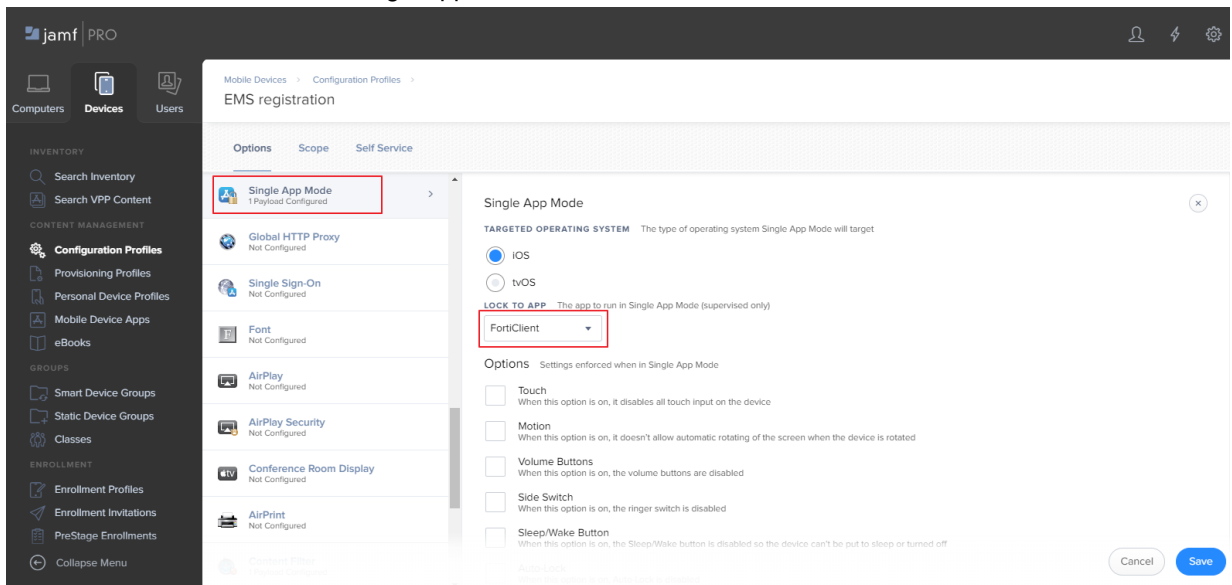 jamf PRO
Computers
Devices
Users
INVENTORY
Search Inventory
Search VPP Content
CONTENT MANAGEMENT
Configuration Profiles
Provisioning Profiles
Personal Device Profiles
Mobile Device Apps
eBooks
GROUPS
Smart Device Groups
Static Device Groups
Classes
ENROLLMENT
Enrollment Profiles
Enrollment Invitations
PreStage Enrollments
Collapse Menu
Mobile Devices > Configuration Profiles >
EMS registration
Options
Scope
Self Service
Single App Mode
1 Payload Configured
Global HTTP Proxy
Not Configured
Single Sign-On
Not Configured
Font
Not Configured
AirPlay
Not Configured
AirPlay Security
Not Configured
Conference Room Display
Not Configured
AirPrint
Not Configured
Single App Mode
TARGETED OPERATING SYSTEM The type of operating system Single App Mode will target
iOS
tvOS
LOCK TO APP The app to run in Single App Mode (supervised only)
FortiClient
Options Settings enforced when in Single App Mode
Touch
When this option is on, it disables all touch input on the device
Motion
When this option is on, it doesn't allow automatic rotating of the screen when the device is rotated
Volume Buttons
When this option is on, the volume buttons are disabled
Side Switch
When this option is on, the ringer switch is disabled
Sleep/Wake Button
When this option is on, the Sleep/Wake button is disabled so the device can't be put to sleep or turned off
Auto-Lock
Cancel
Save